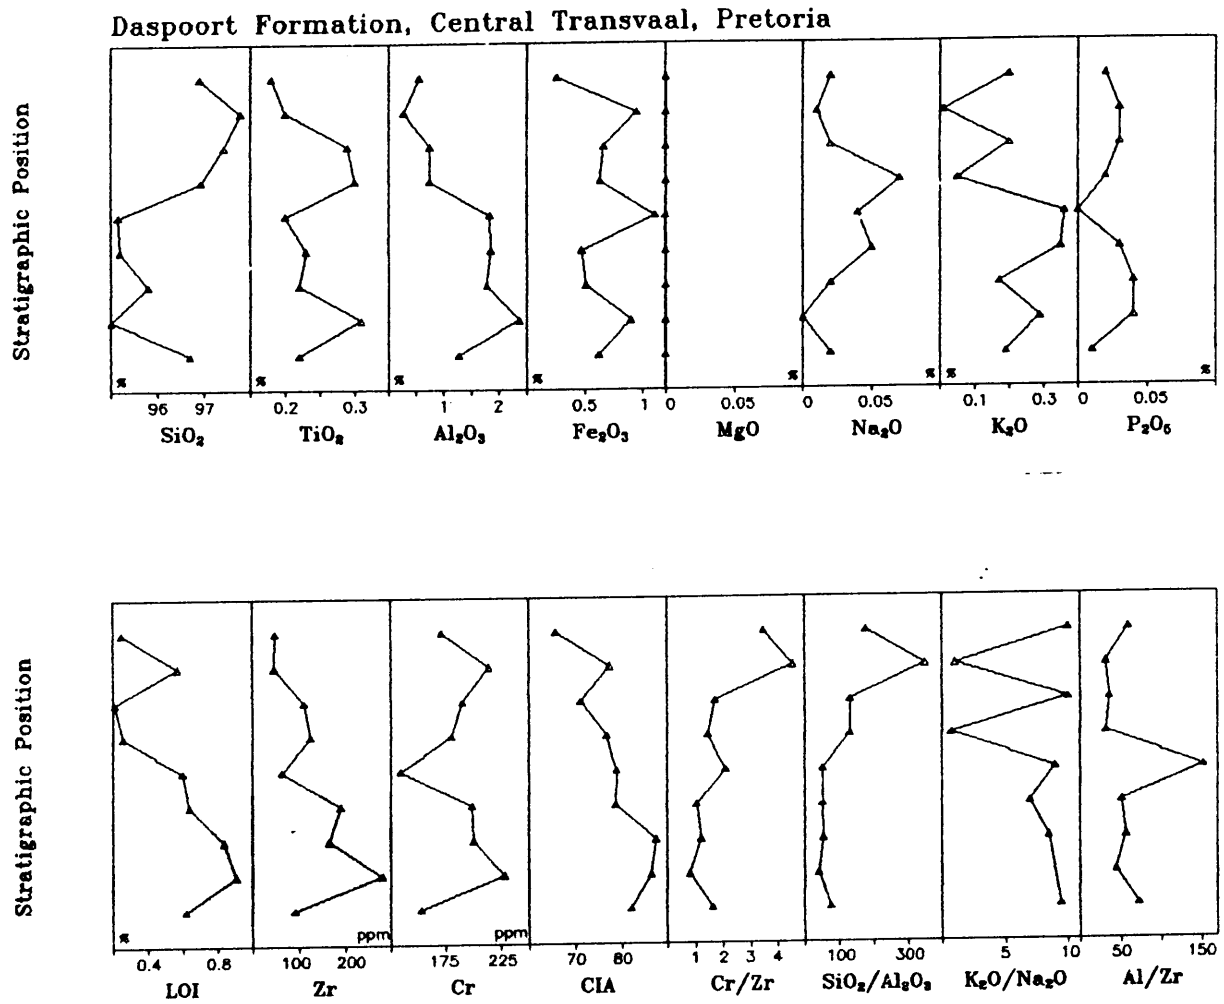 Daspoort Formation, Central Transvaal, Pretoria
Stratigraphic Position
% % % % % % % %
96 97 0.2 0.3 1 2 0.5 1 0 0.05 0 0.05 0.1 0.3 0 0.05
SiO₂ TiO₂ Al₂O₃ Fe₂O₃ MgO Na₂O K₂O P₂O₅
Stratigraphic Position
% ppm ppm
0.4 0.8 100 200 175 225 70 80 1 2 3 4 100 300 5 10 50 150
LOI Zr Cr CIA Cr/Zr SiO₂/Al₂O₃ K₂O/Na₂O Al/Zr